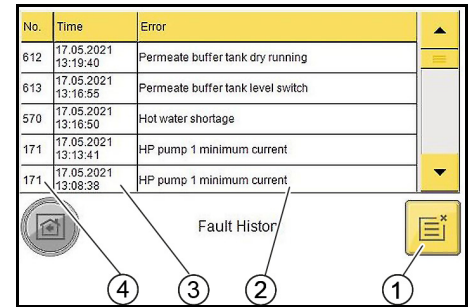 No. Time Error
612 17.05.2021 13:19:40 Permeate buffer tank dry running
613 17.05.2021 13:16:55 Permeate buffer tank level switch
570 17.05.2021 13:16:50 Hot water shortage
171 17.05.2021 13:13:41 HP pump 1 minimum current
171 17.05.2021 13:08:38 HP pump 1 minimum current
Fault Histor
4 3 2 1